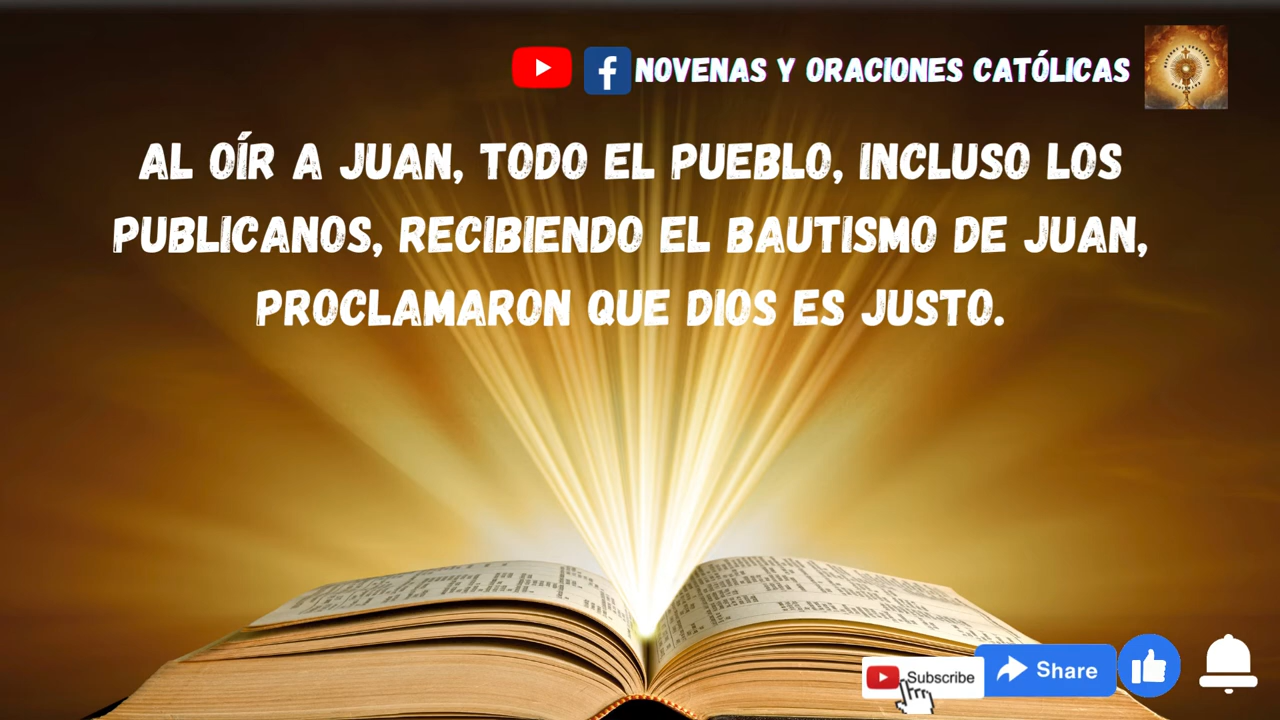 NOVENAS Y ORACIONES CATÓLICAS
AL OÍR A JUAN, TODO EL PUEBLO, INCLUSO LOS
PUBLICANOS, RECIBIENDO EL BAUTISMO DE JUAN,
PROCLAMARON QUE DIOS ES JUSTO.
Subscribe
Share